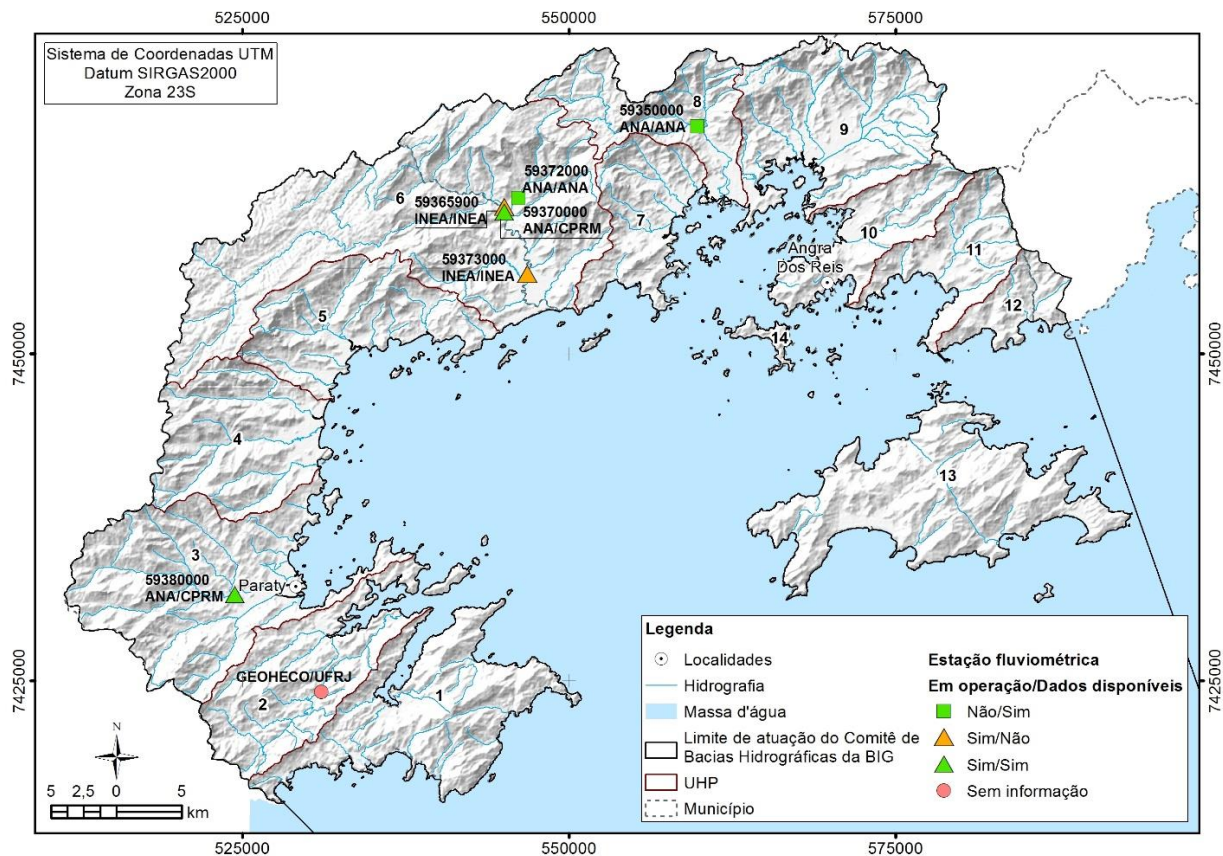 525000
550000
575000
Sistema de Coordenadas UTM
Datum SIRGAS2000
Zona 23S
8
59350000
ANA/ANA
9
59372000
ANA/ANA
6
59365900
INEA/INEA
59370000
ANA/CPRM
7
59373000
INEA/INEA
Angra
Dos Reis
10
11
12
5
14
7450000
7450000
4
13
3
59380000
ANA/CPRM
Paraty
GEOHECO/UFRJ
2
1
7425000
7425000
N
5 2,5 0 5
km
Legenda
Localidades
Hidrografia
Massa d'água
Limite de atuação do Comitê de
Bacias Hidrográficas da BIG
UHP
Município
Estação fluviométrica
Em operação/Dados disponíveis
Não/Sim
Sim/Não
Sim/Sim
Sem informação
525000
550000
575000